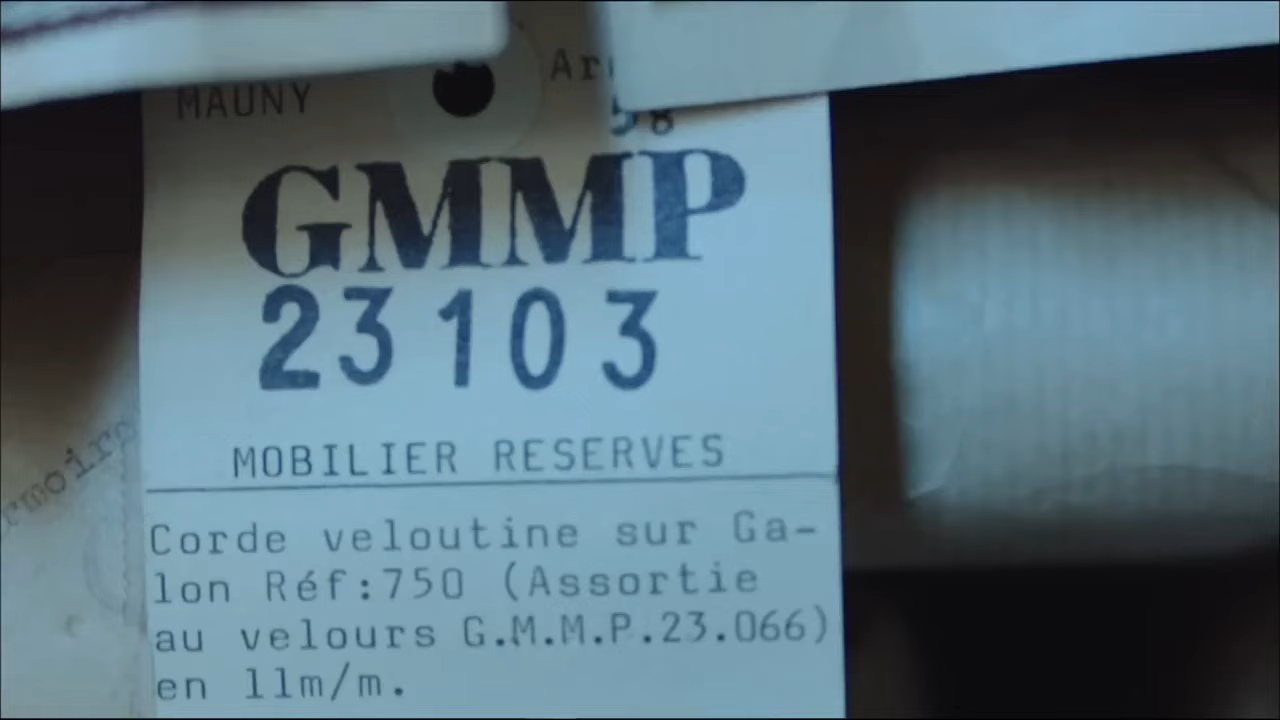 MAUNY
58
GMMP
23103
MOBILIER RESERVES
Corde veloutine sur Ga-
lon Réf:750 (Assortie
au velours G.M.M.P.23.066)
en 11m/m.